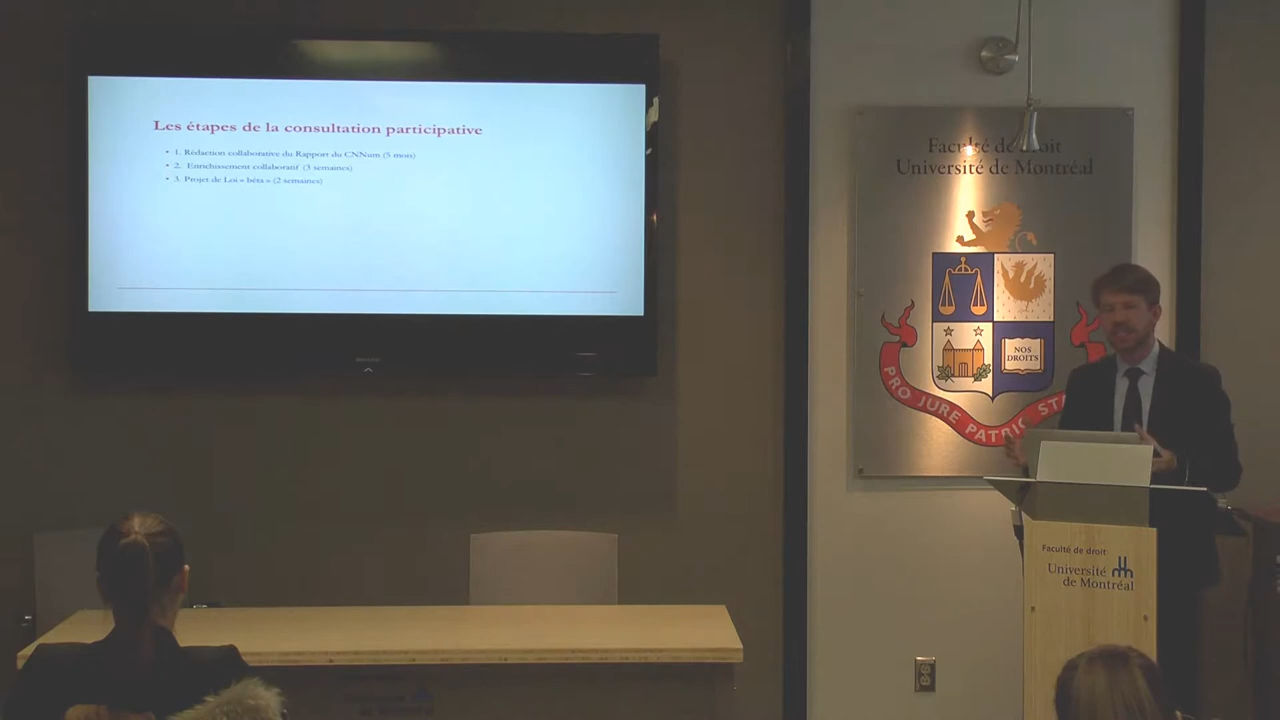 Les étapes de la consultation participative
• 1. Rédaction collaborative du Rapport du CNNum (5 mois)
• 2. Enrichissement collaboratif (3 semaines)
• 3. Projet de Loi « bêta » (2 semaines)
Faculté de droit
Université de Montréal
NOS
DROITS
PRO JURE PATRIO
Faculté de droit
Université
de Montréal